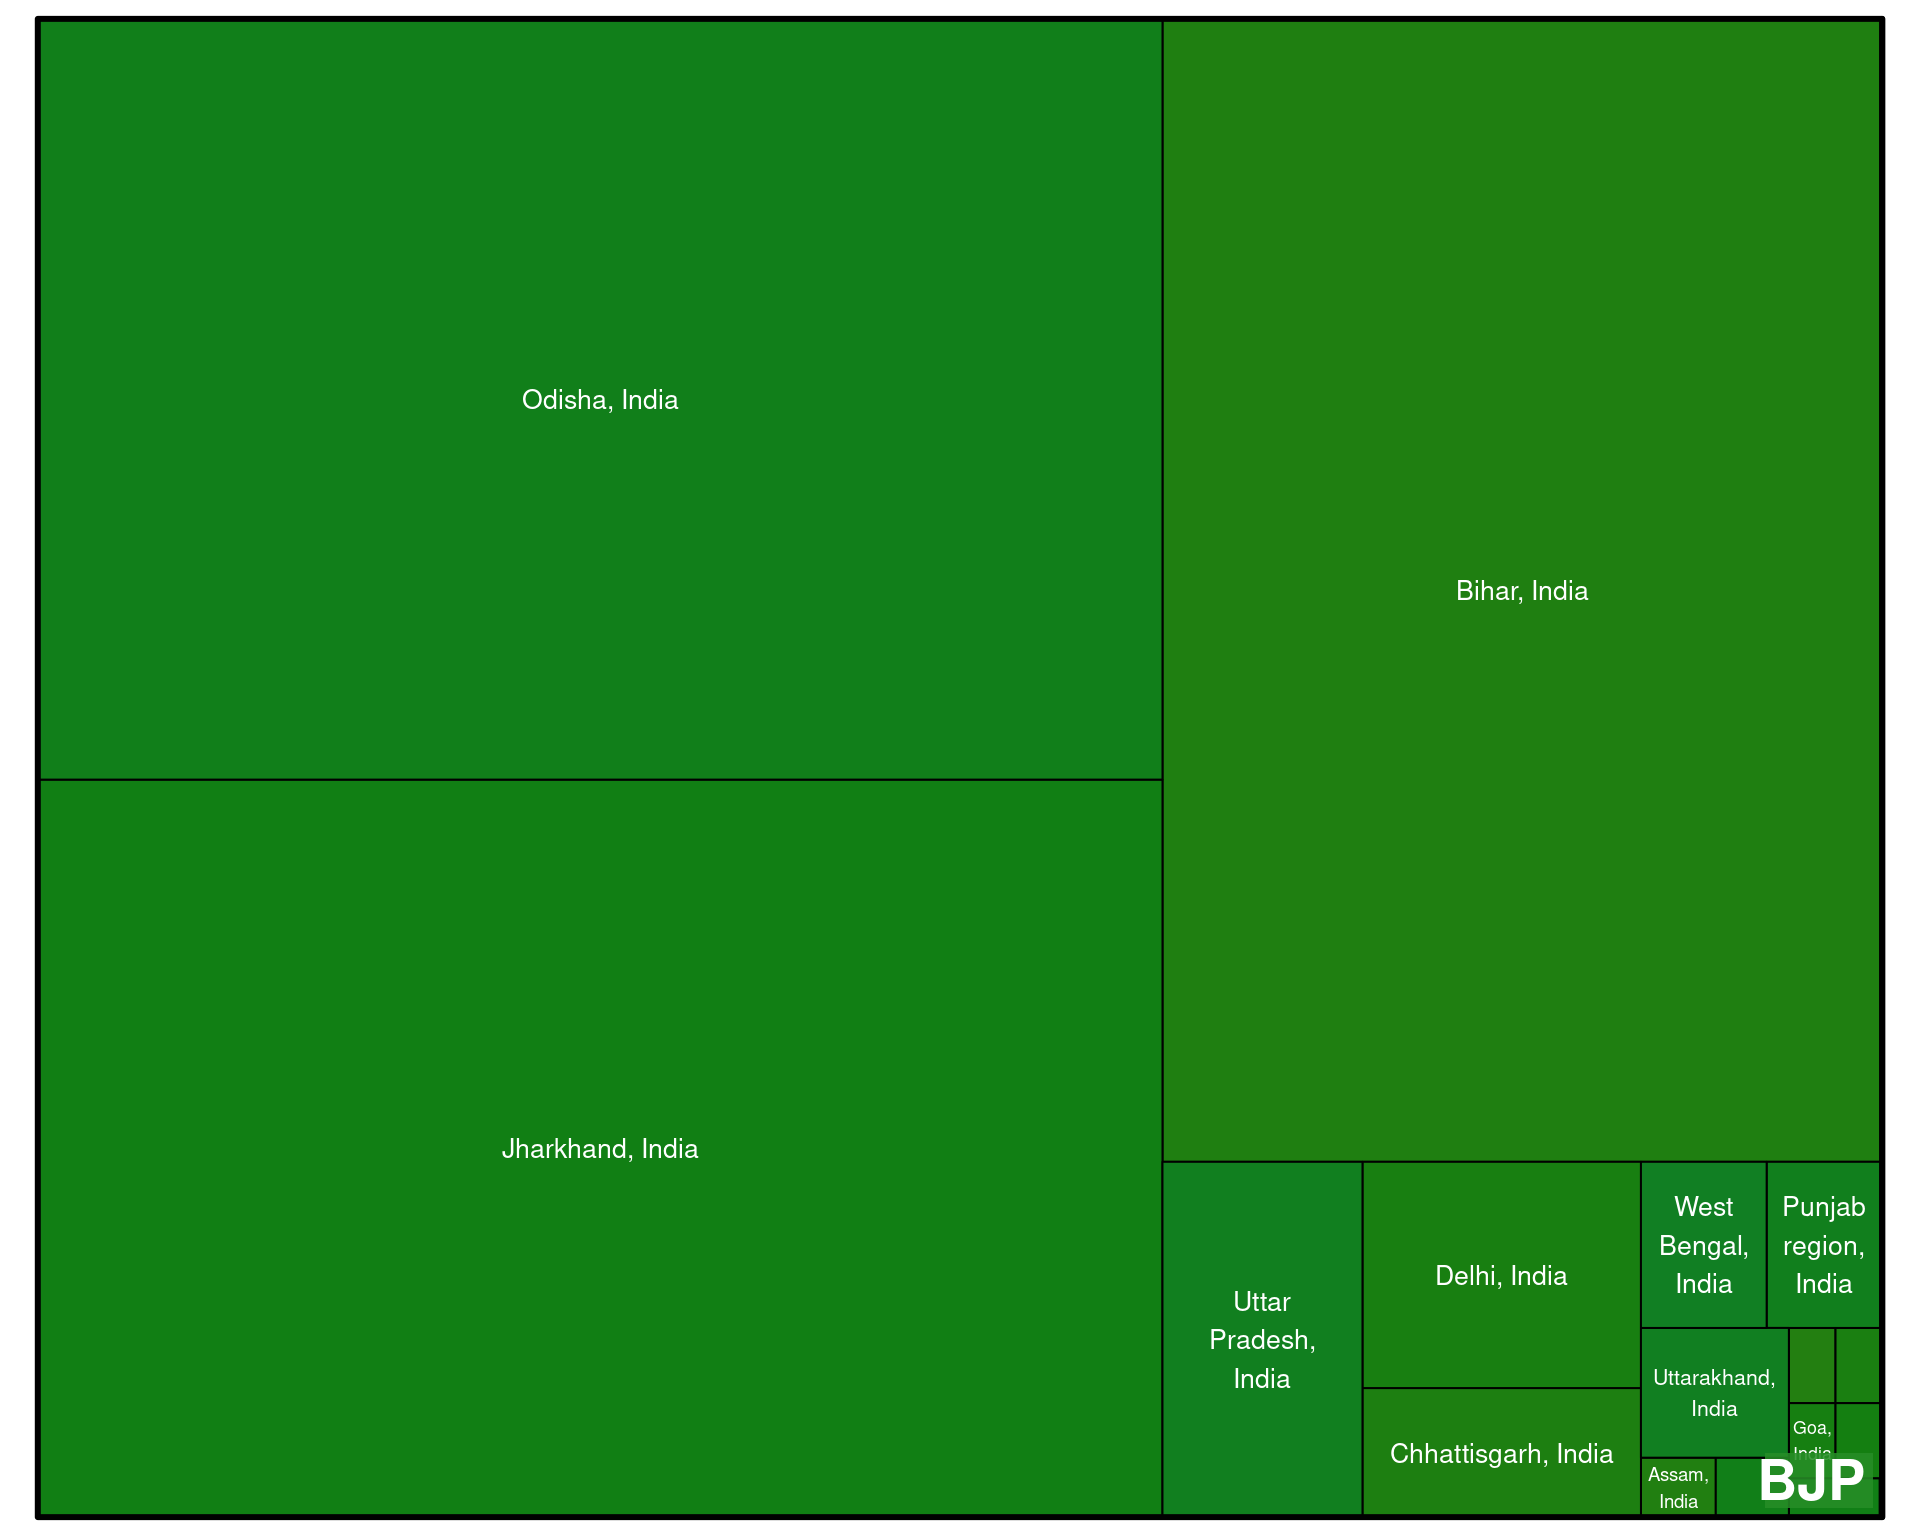 Odisha, India
Bihar, India
Jharkhand, India
Uttar
Pradesh,
India
Delhi, India
Chhattisgarh, India
West
Bengal,
India
Punjab
region,
India
Uttarakhand,
India
Goa,
India
Assam,
India
BJP